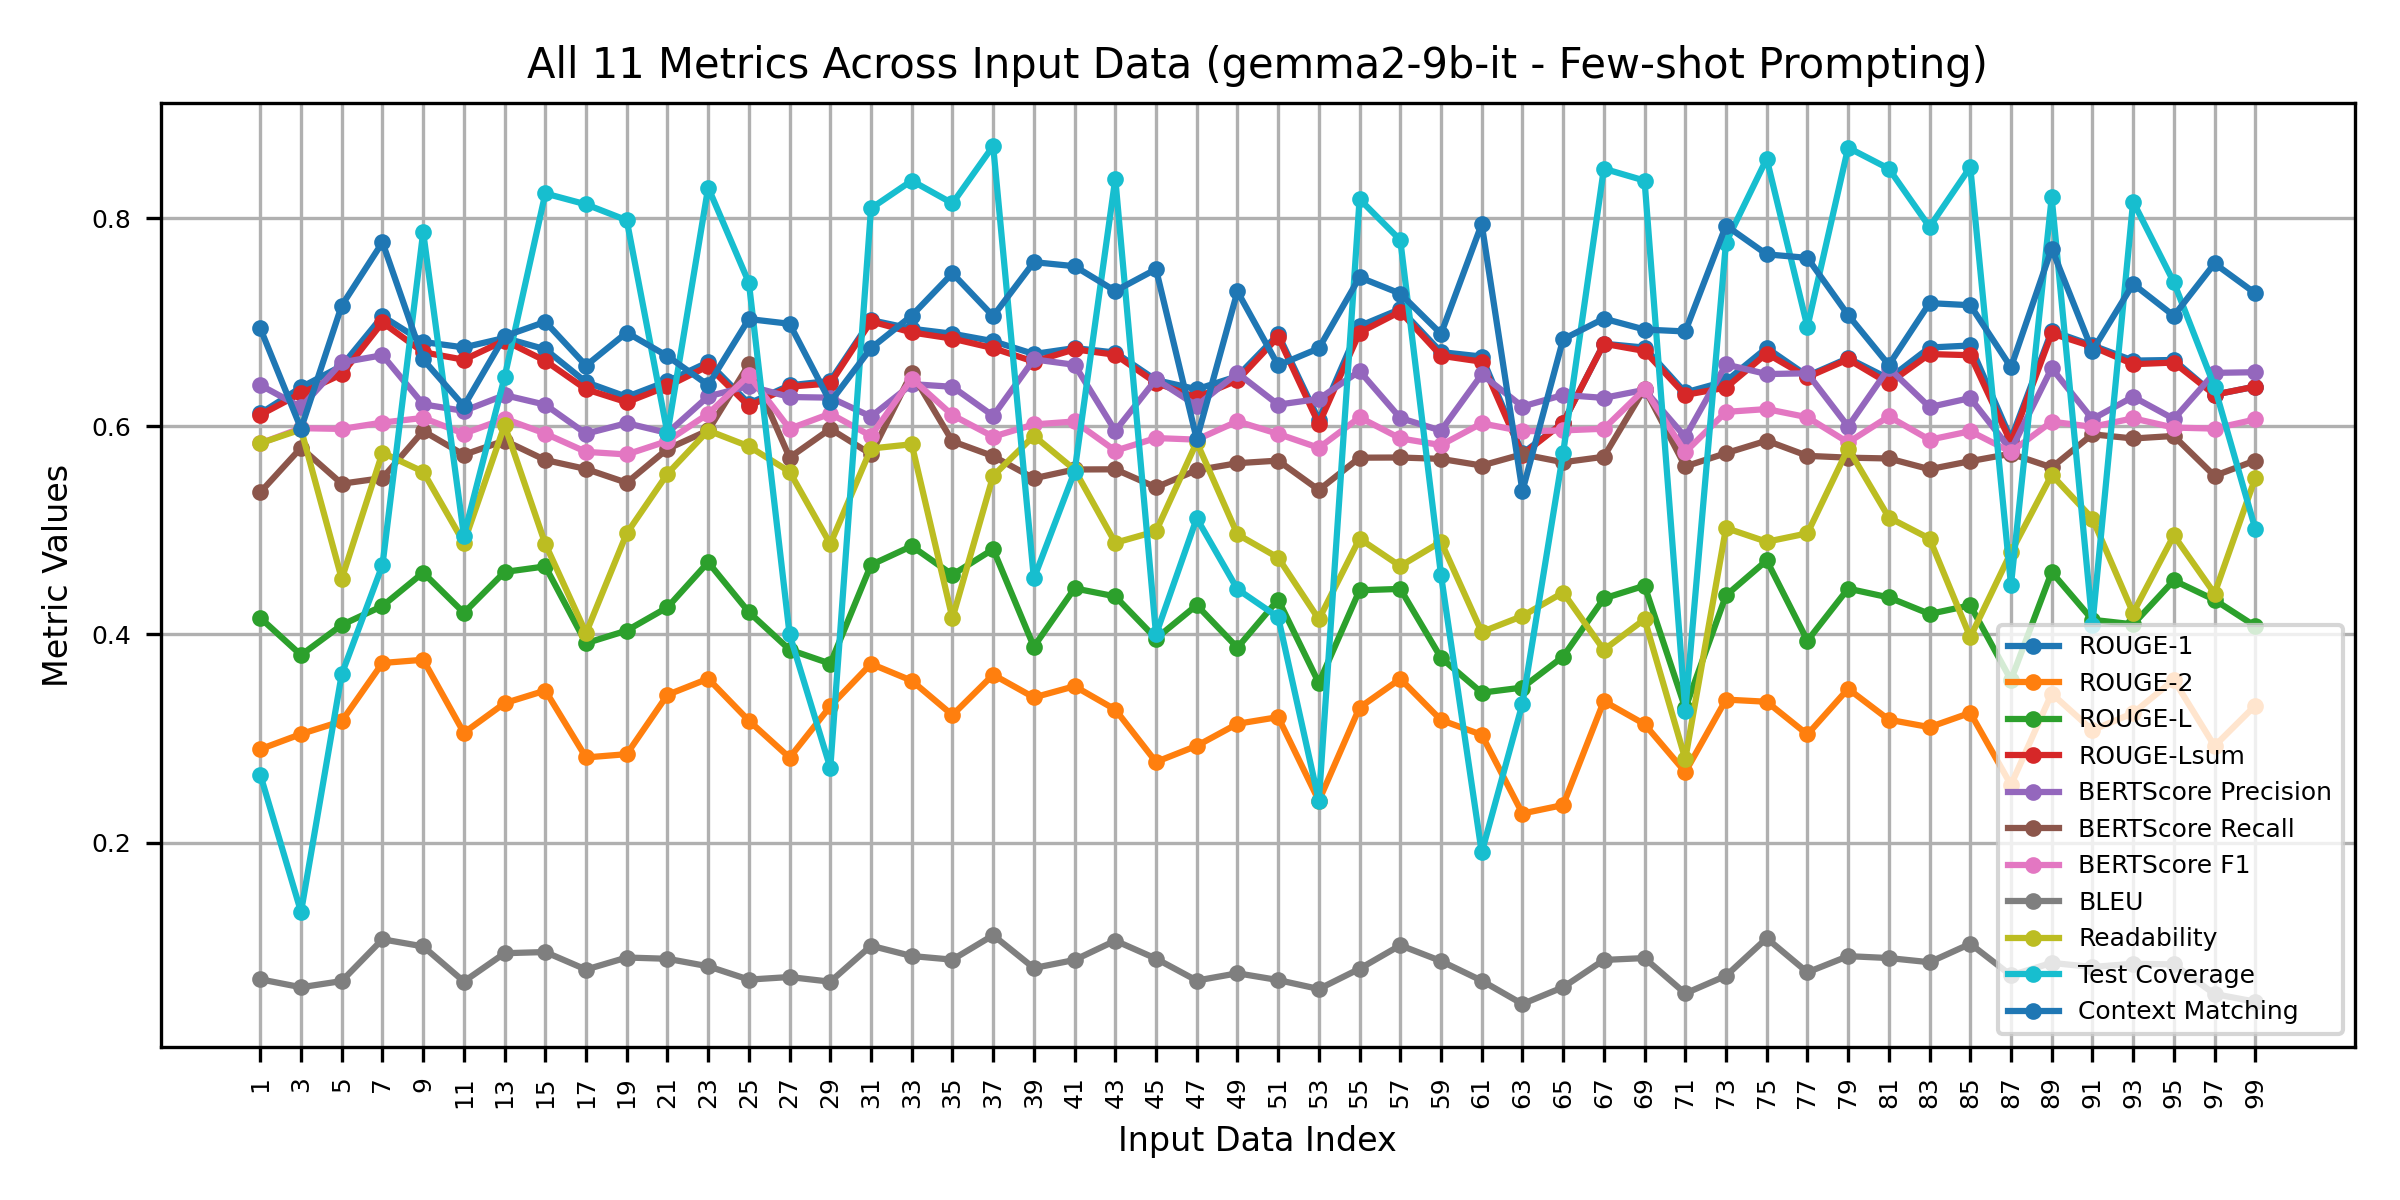 All 11 Metrics Across Input Data (gemma2-9b-it - Few-shot Prompting)
Metric Values
0.8
0.6
0.4
0.2
ROUGE-1
ROUGE-2
ROUGE-L
ROUGE-Lsum
BERTScore Precision
BERTScore Recall
BERTScore F1
BLEU
Readability
Test Coverage
Context Matching
1 3 5 7 9 11 13 15 17 19 21 23 25 27 29 31 33 35 37 39 41 43 45 47 49 51 53 55 57 59 61 63 65 67 69 71 73 75 77 79 81 83 85 87 89 91 93 95 97 99
Input Data Index